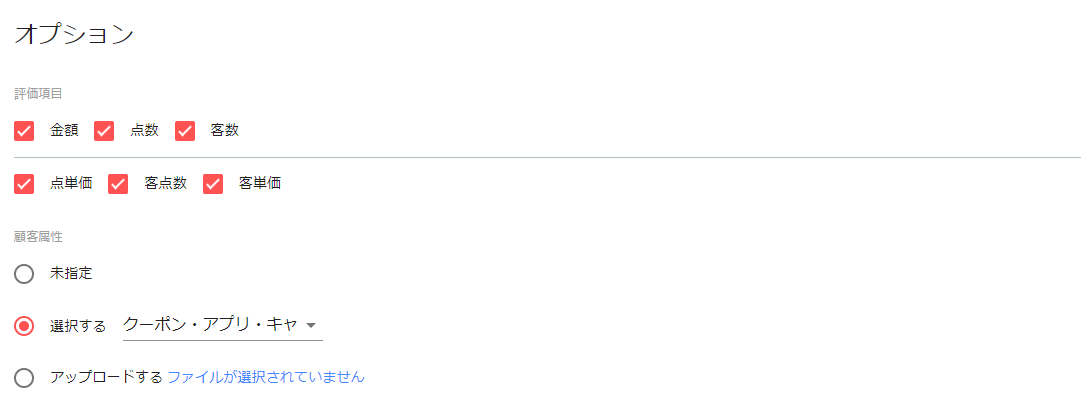 オプション
評価項目
金額 点数 客数
点単価 客点数 客単価
顧客属性
未指定
選択する クーポン・アプリ・キャ
アップロードする ファイルが選択されていません